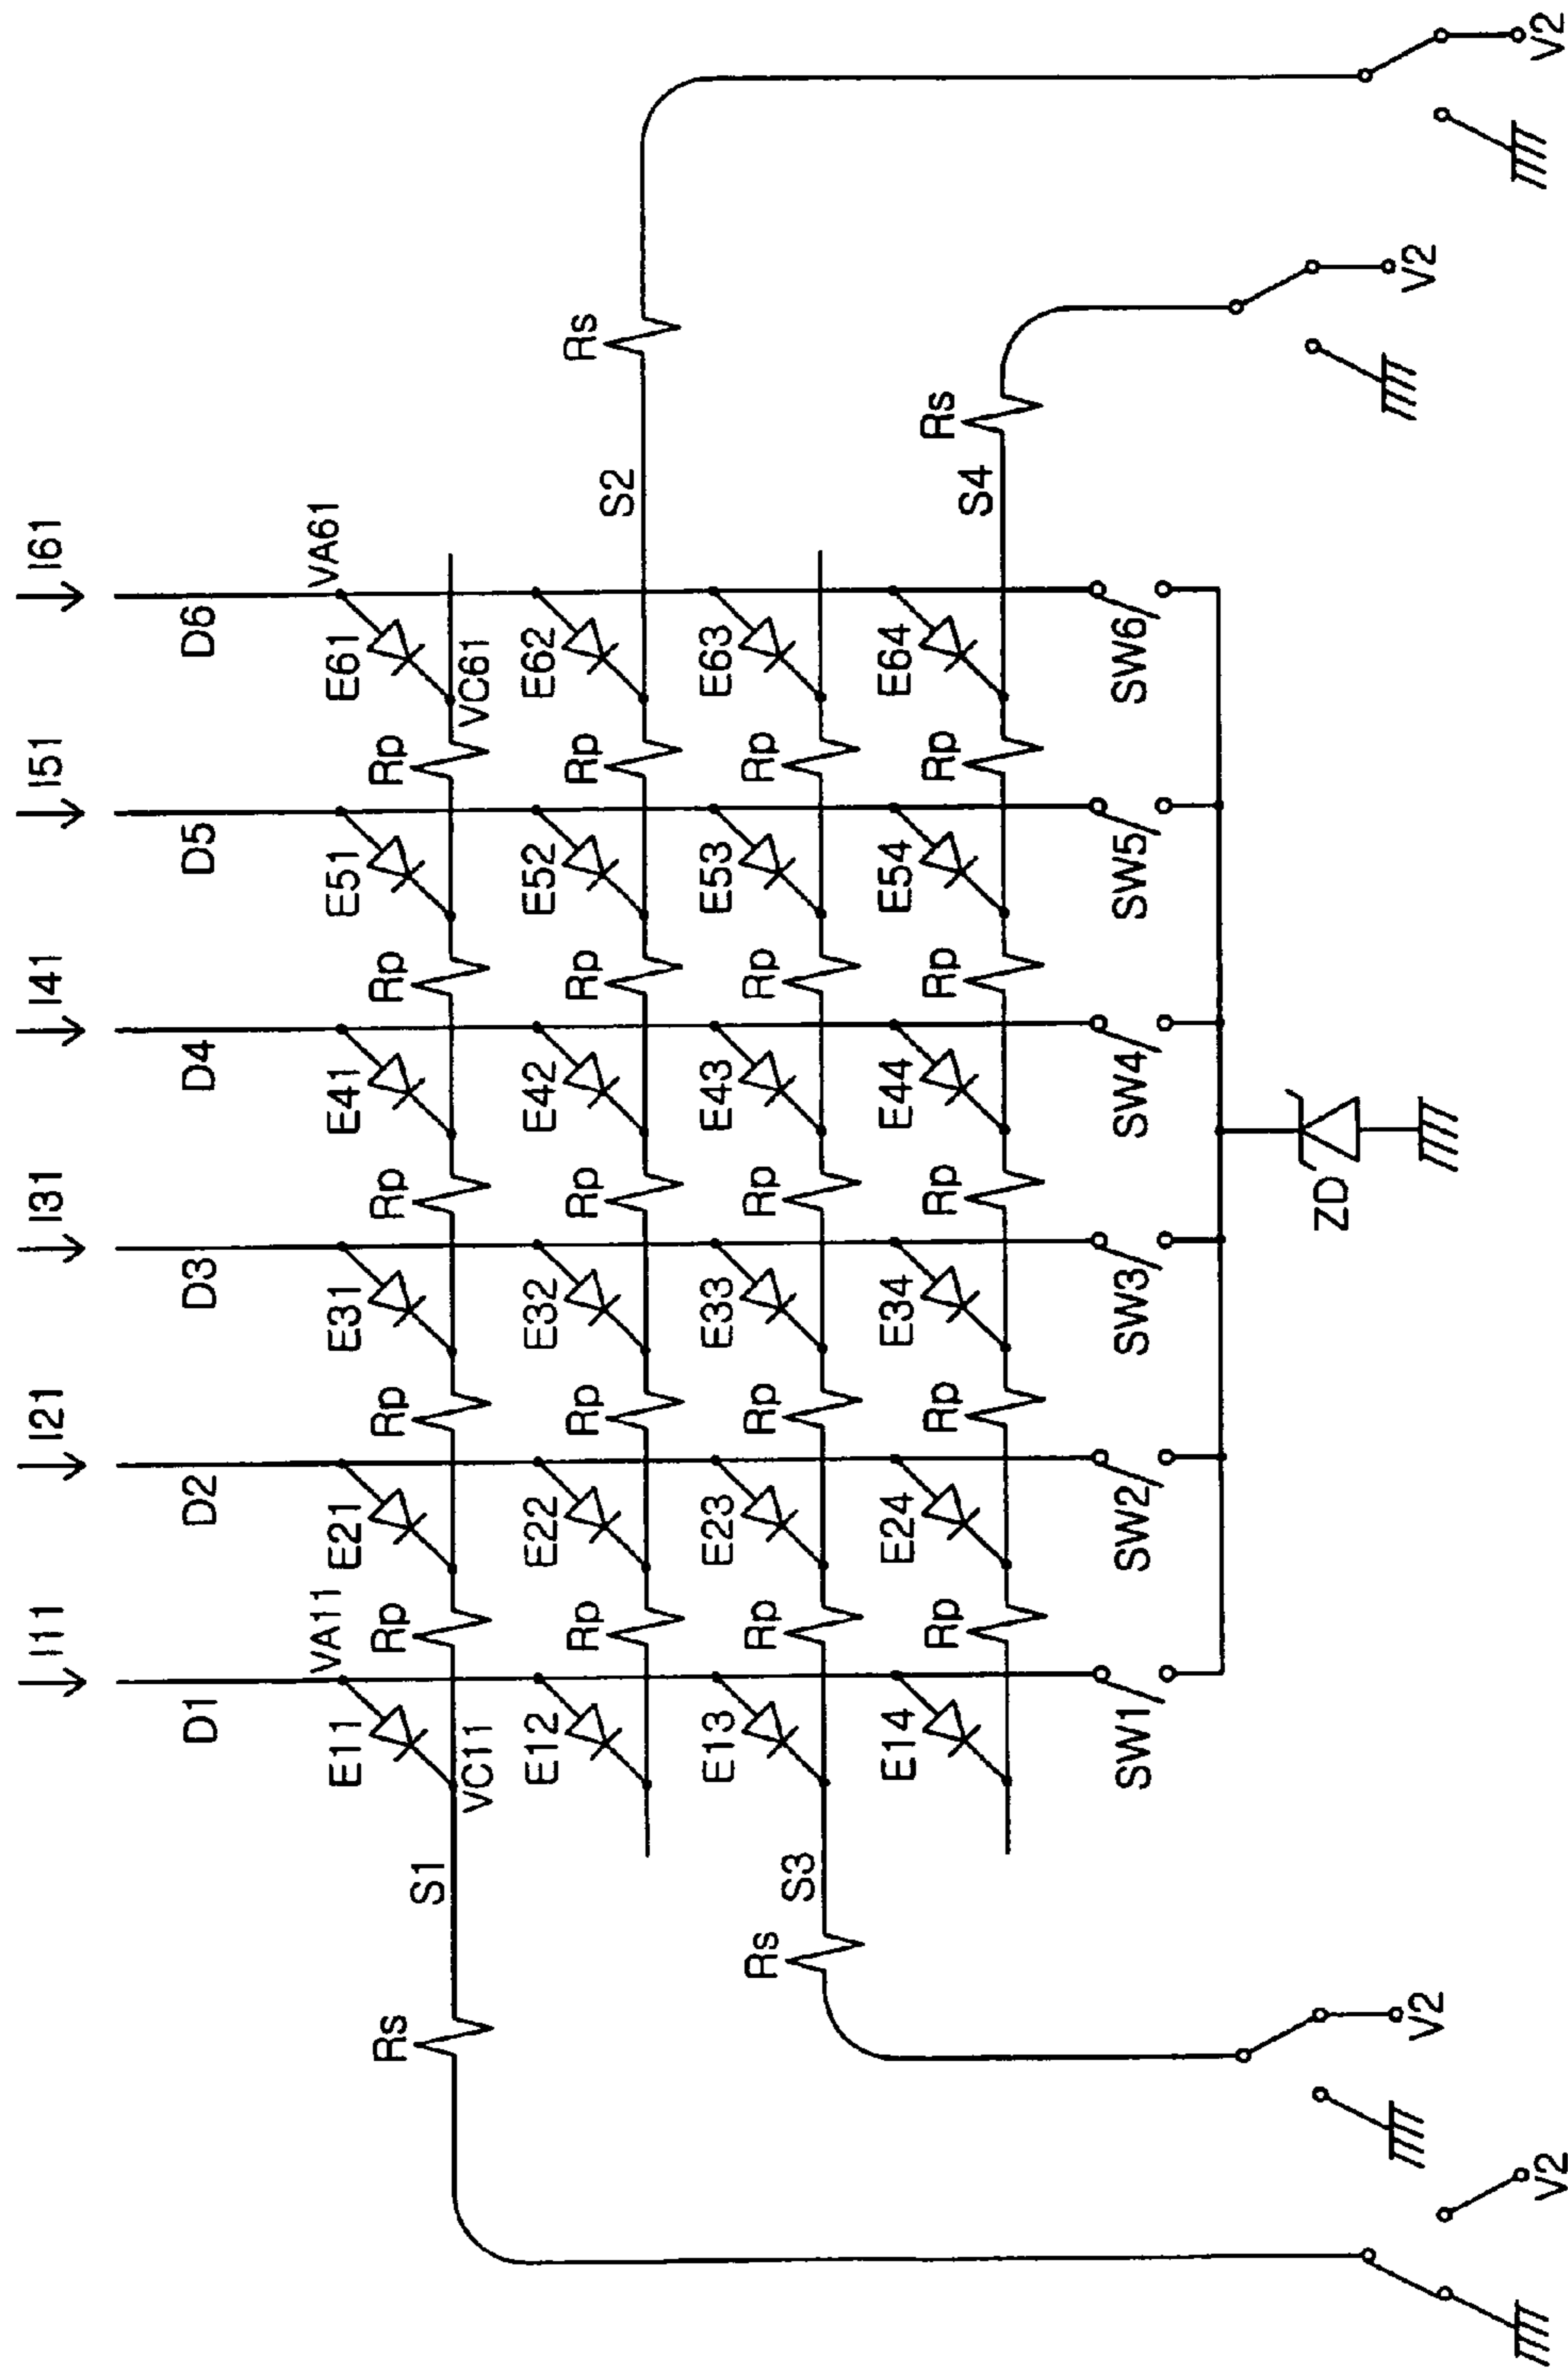 I11 I21 I31 I41 I51 I61
D1 D2 D3 D4 D5 D6
VA11 VA61
E11 E21 E31 E41 E51 E61
Rs Rp Rp Rp Rp Rp
S1
VC11 VC61
E12 E22 E32 E42 E52 E62
Rp Rp Rp Rp Rp Rs
S2
E13 E23 E33 E43 E53 E63
Rs Rp Rp Rp Rp Rp
S3
E14 E24 E34 E44 E54 E64
Rp Rp Rp Rp Rp Rs
S4
SW1 SW2 SW3 SW4 SW5 SW6
ZD
V2 V2
V2 V2